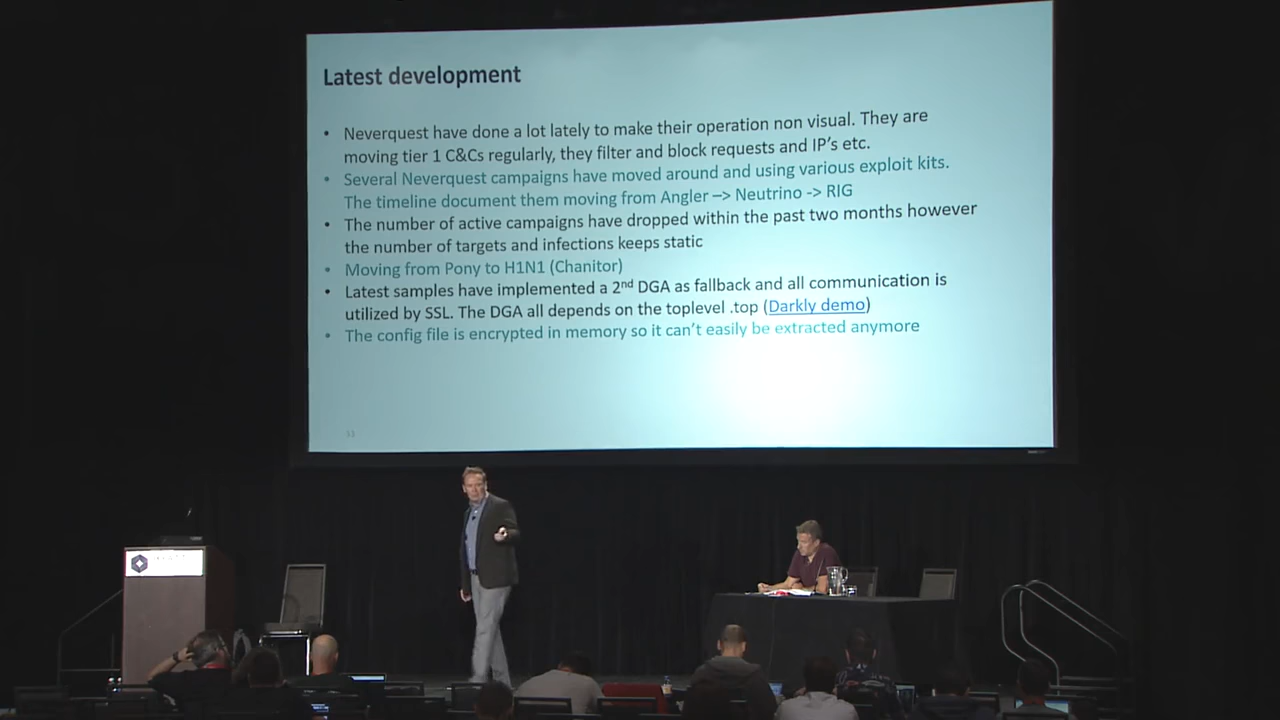 Latest development
• Neverquest have done a lot lately to make their operation non visual. They are
moving tier 1 C&Cs regularly, they filter and block requests and IP's etc.
• Several Neverquest campaigns have moved around and using various exploit kits.
The timeline document them moving from Angler –> Neutrino -> RIG
• The number of active campaigns have dropped within the past two months however
the number of targets and infections keeps static
• Moving from Pony to H1N1 (Chanitor)
• Latest samples have implemented a 2nd DGA as fallback and all communication is
utilized by SSL. The DGA all depends on the toplevel .top (Darkly demo)
• The config file is encrypted in memory so it can't easily be extracted anymore